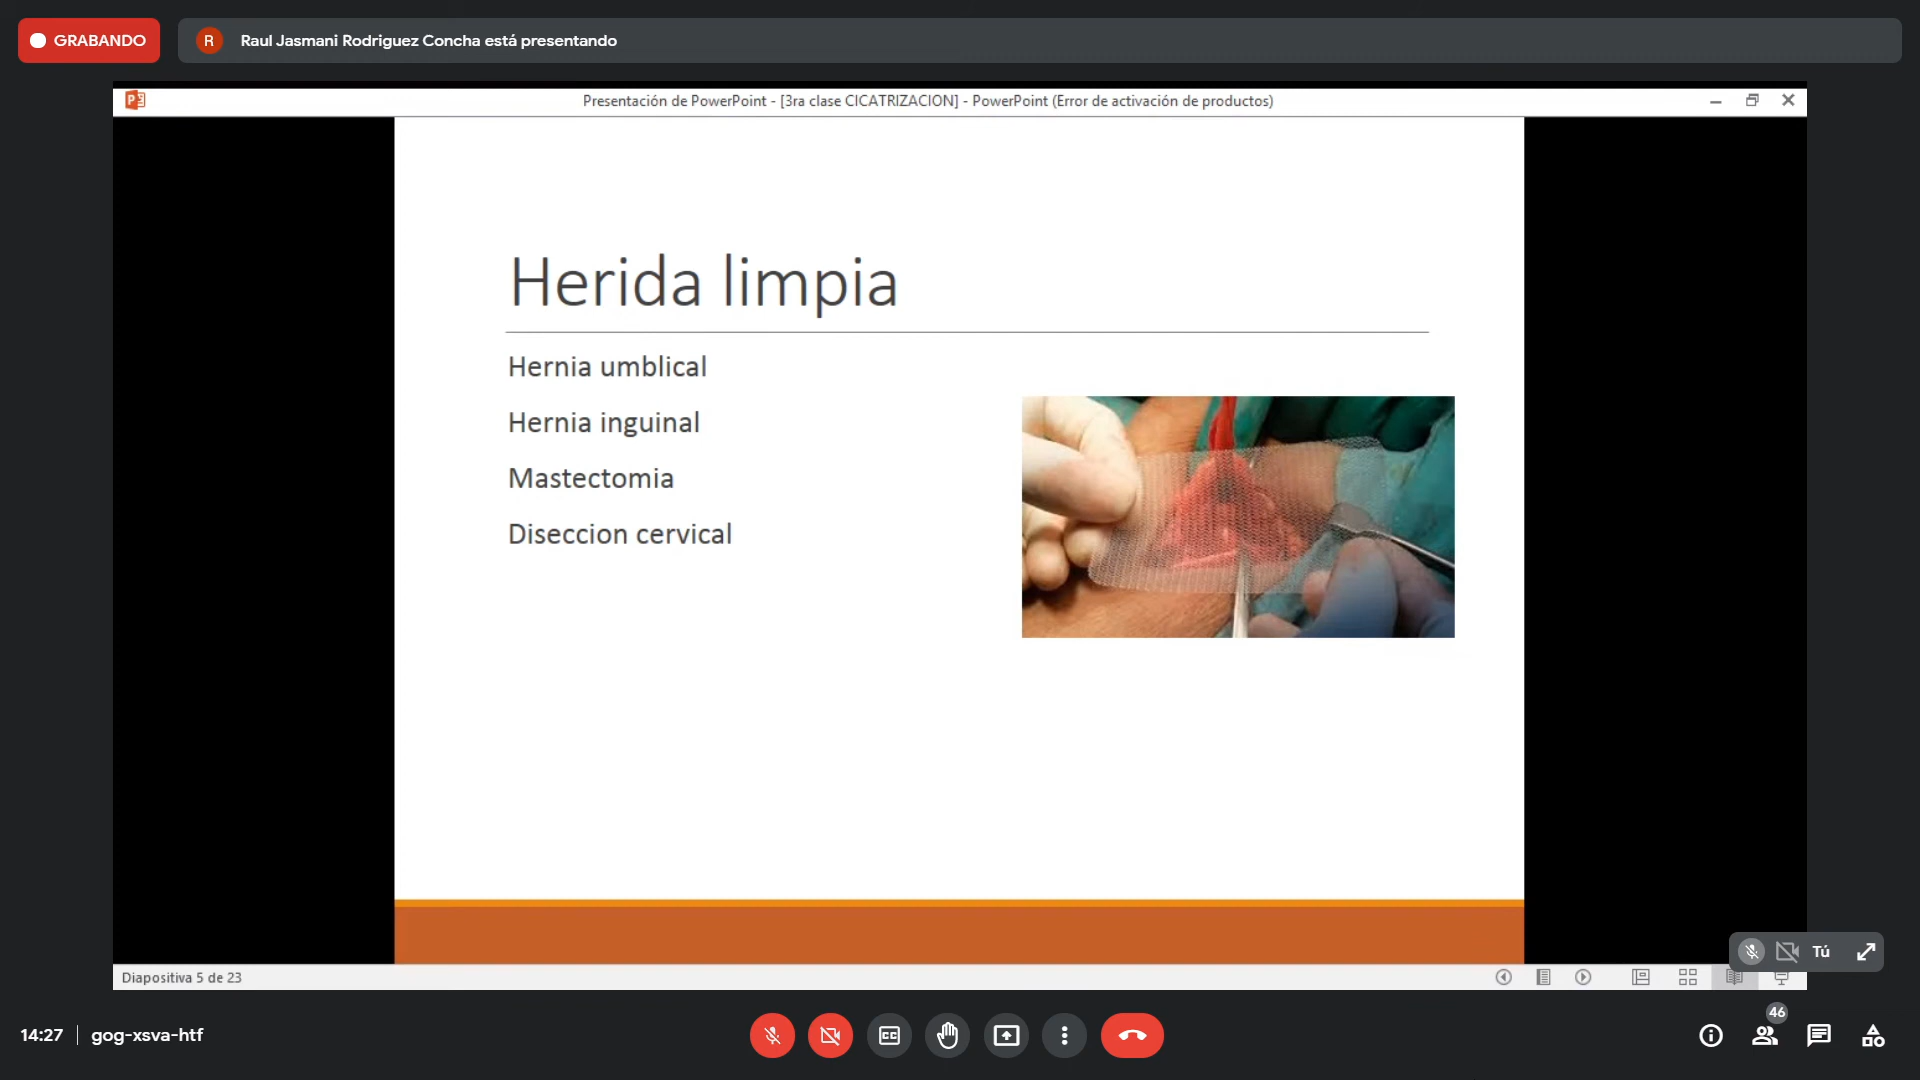 GRABANDO
R
Raul Jasmani Rodriguez Concha está presentando
Presentación de PowerPoint - [3ra clase CICATRIZACION] - PowerPoint (Error de activación de productos)
Herida limpia
Hernia umblical
Hernia inguinal
Mastectomia
Diseccion cervical
Tú
Diapositiva 5 de 23
14:27 | gog-xsva-htf
CC
46